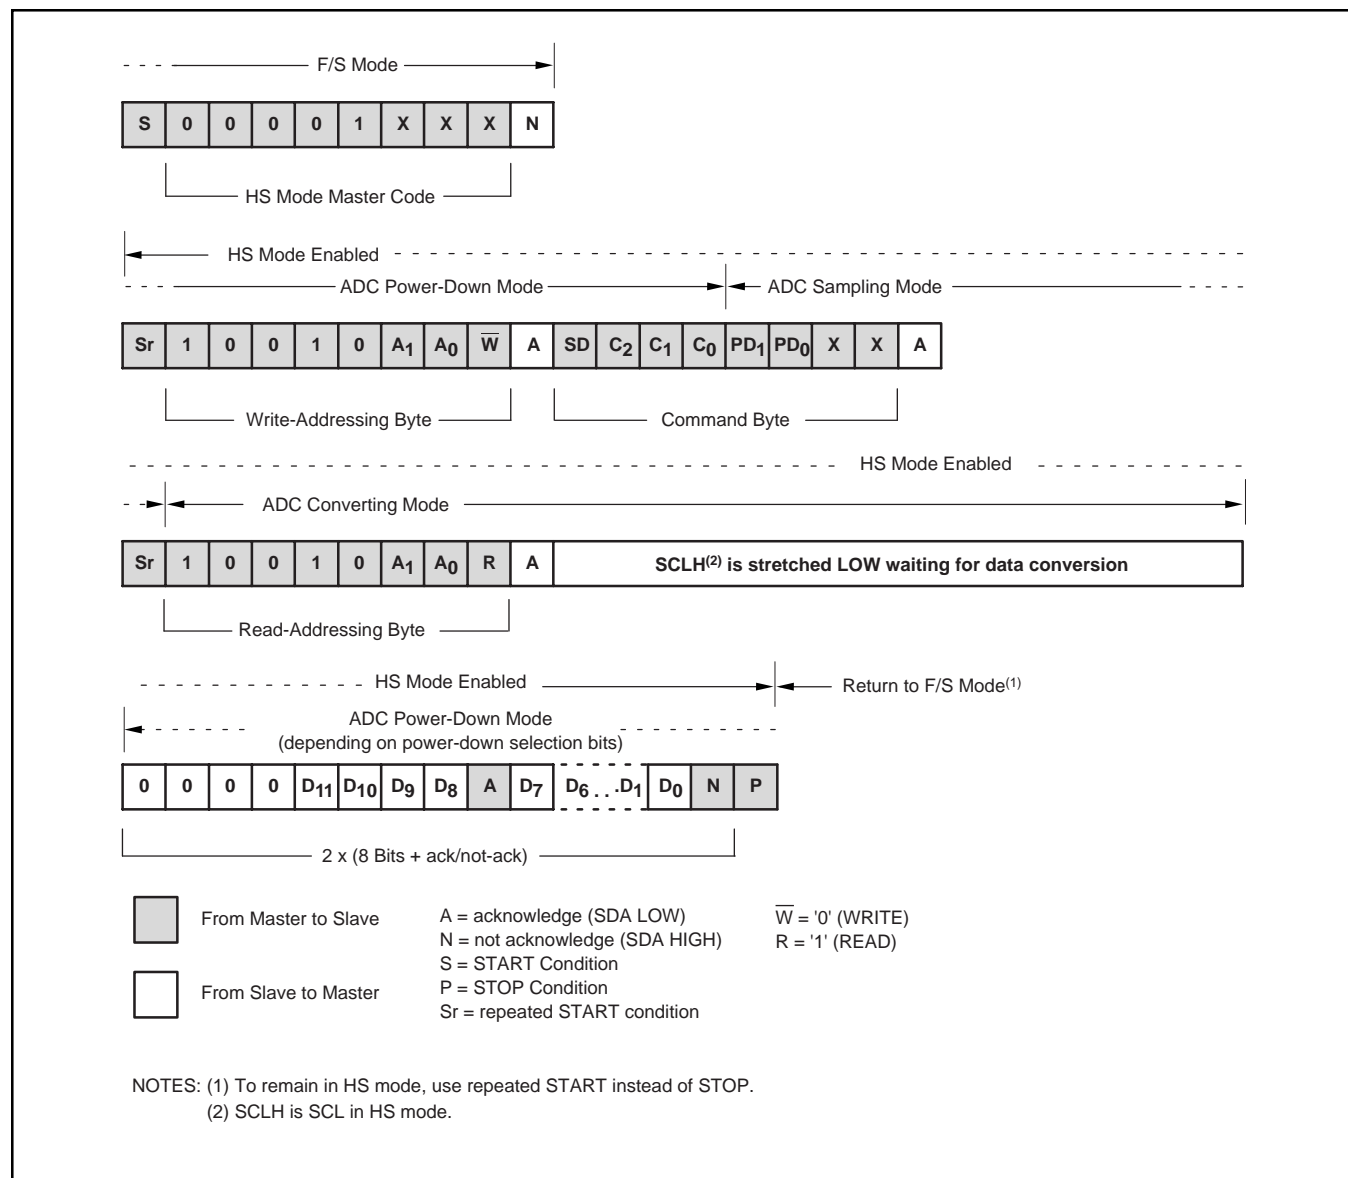 F/S Mode
S 0 0 0 0 1 X X X N
HS Mode Master Code
HS Mode Enabled
ADC Power-Down Mode ADC Sampling Mode
Sr 1 0 0 1 0 A1 A0 W̅ A SD C2 C1 C0 PD1 PD0 X X A
Write-Addressing Byte Command Byte
HS Mode Enabled
ADC Converting Mode
Sr 1 0 0 1 0 A1 A0 R A SCLH(2) is stretched LOW waiting for data conversion
Read-Addressing Byte
HS Mode Enabled Return to F/S Mode(1)
ADC Power-Down Mode
(depending on power-down selection bits)
0 0 0 0 D11 D10 D9 D8 A D7 D6 . . .D1 D0 N P
2 x (8 Bits + ack/not-ack)
From Master to Slave
From Slave to Master
A = acknowledge (SDA LOW)
N = not acknowledge (SDA HIGH)
S = START Condition
P = STOP Condition
Sr = repeated START condition
W̅ = '0' (WRITE)
R = '1' (READ)
NOTES: (1) To remain in HS mode, use repeated START instead of STOP.
(2) SCLH is SCL in HS mode.